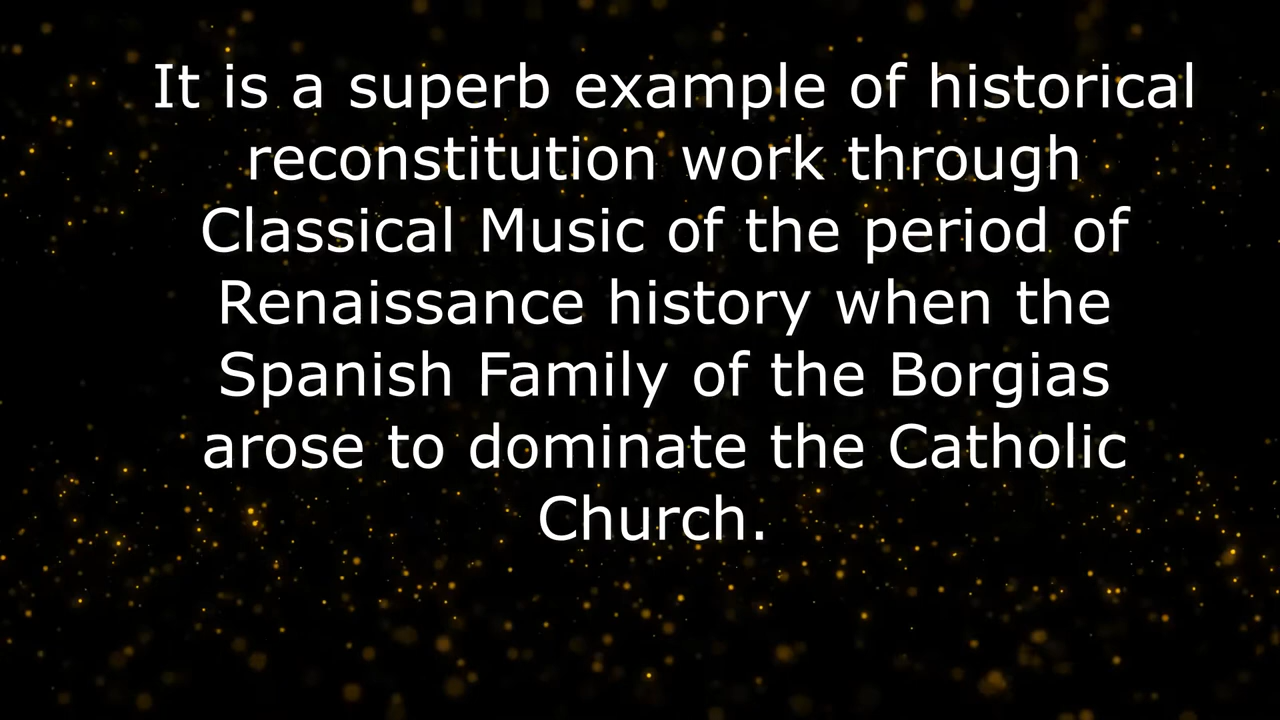 It is a superb example of historical
reconstitution work through
Classical Music of the period of
Renaissance history when the
Spanish Family of the Borgias
arose to dominate the Catholic
Church.